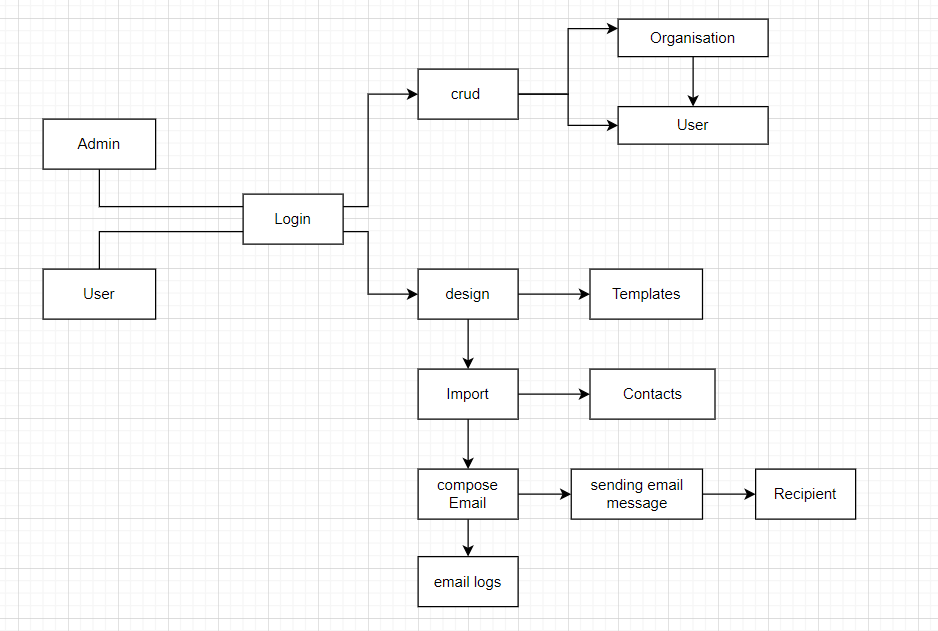 Organisation
crud
User
Admin
Login
User
design
Templates
Import
Contacts
compose
Email
sending email
message
Recipient
email logs